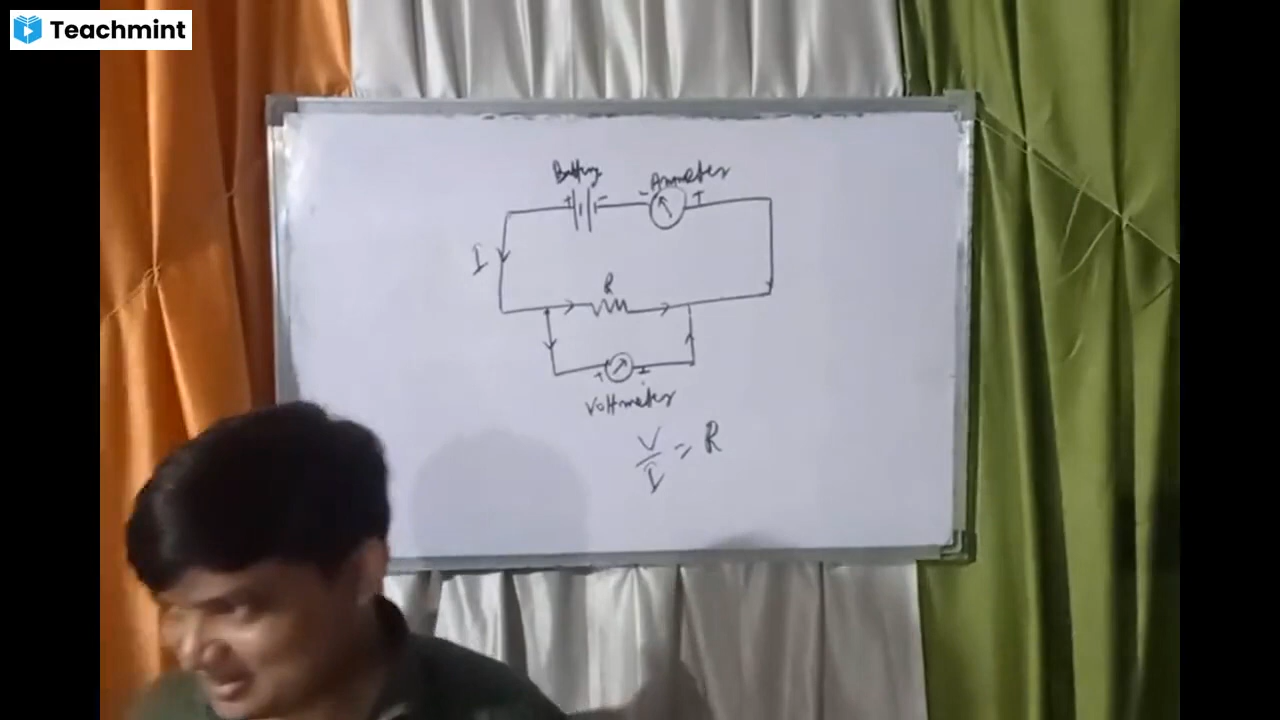 Teachmint
Battery
Ammeter
+ - - +
I
R
+ -
Voltmeter
V/I = R